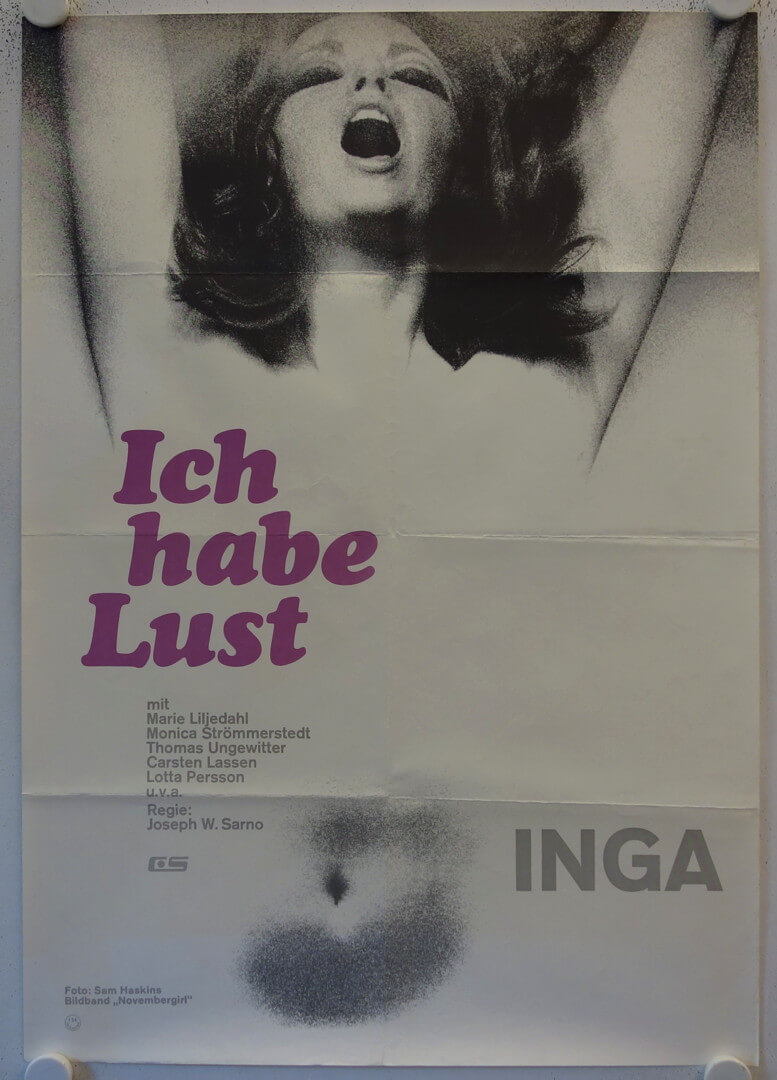 Ich
habe
Lust
mit
Marie Liljedahl
Monica Strömmerstedt
Thomas Ungewitter
Carsten Lassen
Lotta Persson
u.v.a.
Regie:
Joseph W. Sarno
INGA
Foto: Sam Haskins
Bildband „Novembergirl“